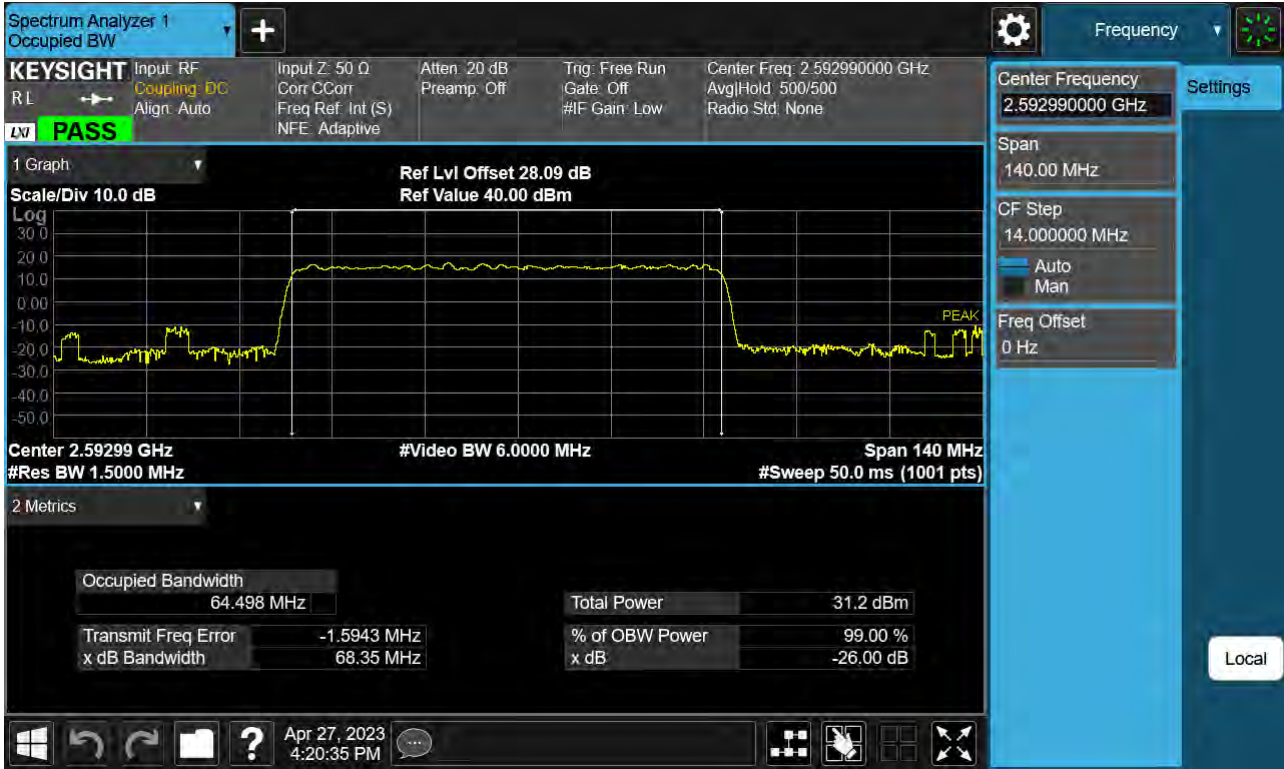 Spectrum Analyzer 1
Occupied BW
+
Frequency
KEYSIGHT
R L
LXI PASS
Input: RF
Coupling: DC
Align: Auto
Input Z: 50 Ω
Corr CCorr
Freq Ref: Int (S)
NFE: Adaptive
Atten: 20 dB
Preamp: Off
Trig: Free Run
Gate: Off
#IF Gain: Low
Center Freq: 2.592990000 GHz
Avg|Hold: 500/500
Radio Std: None
1 Graph
Scale/Div 10.0 dB
Ref Lvl Offset 28.09 dB
Ref Value 40.00 dBm
Log
30.0
20.0
10.0
0.00
-10.0
-20.0
-30.0
-40.0
-50.0
PEAK
Center 2.59299 GHz
#Video BW 6.0000 MHz
Span 140 MHz
#Res BW 1.5000 MHz
#Sweep 50.0 ms (1001 pts)
2 Metrics
Occupied Bandwidth
64.498 MHz
Total Power 31.2 dBm
Transmit Freq Error -1.5943 MHz
% of OBW Power 99.00 %
x dB Bandwidth 68.35 MHz
x dB -26.00 dB
Center Frequency
2.592990000 GHz
Settings
Span
140.00 MHz
CF Step
14.000000 MHz
Auto
Man
Freq Offset
0 Hz
Local
?
Apr 27, 2023
4:20:35 PM